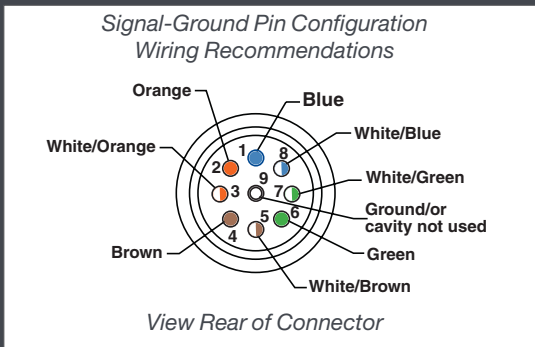 Signal-Ground Pin Configuration
Wiring Recommendations
Orange
Blue
White/Orange
White/Blue
1
8
2
9
White/Green
3
7
Ground/or
cavity not used
4
5
6
Brown
Green
White/Brown
View Rear of Connector